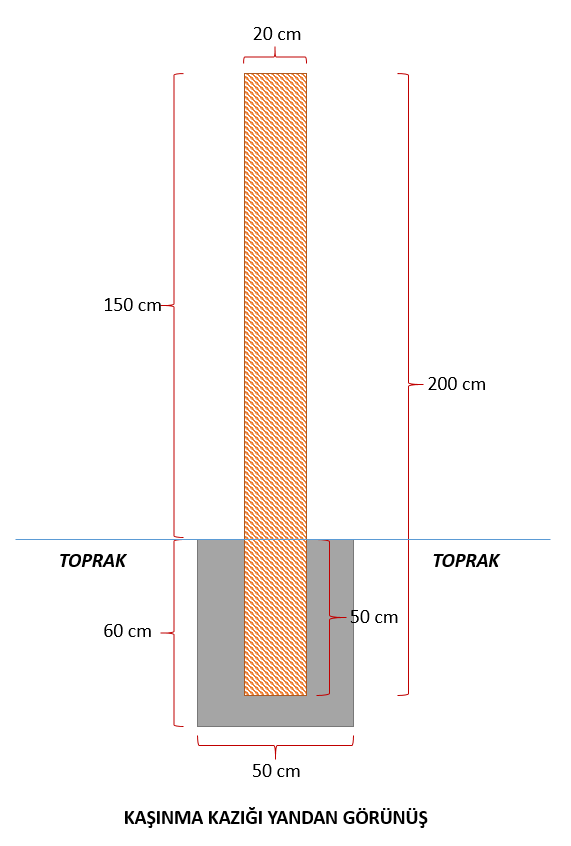 20 cm
150 cm
200 cm
TOPRAK
TOPRAK
50 cm
60 cm
50 cm
KAŞINMA KAZIĞI YANDAN GÖRÜNÜŞ